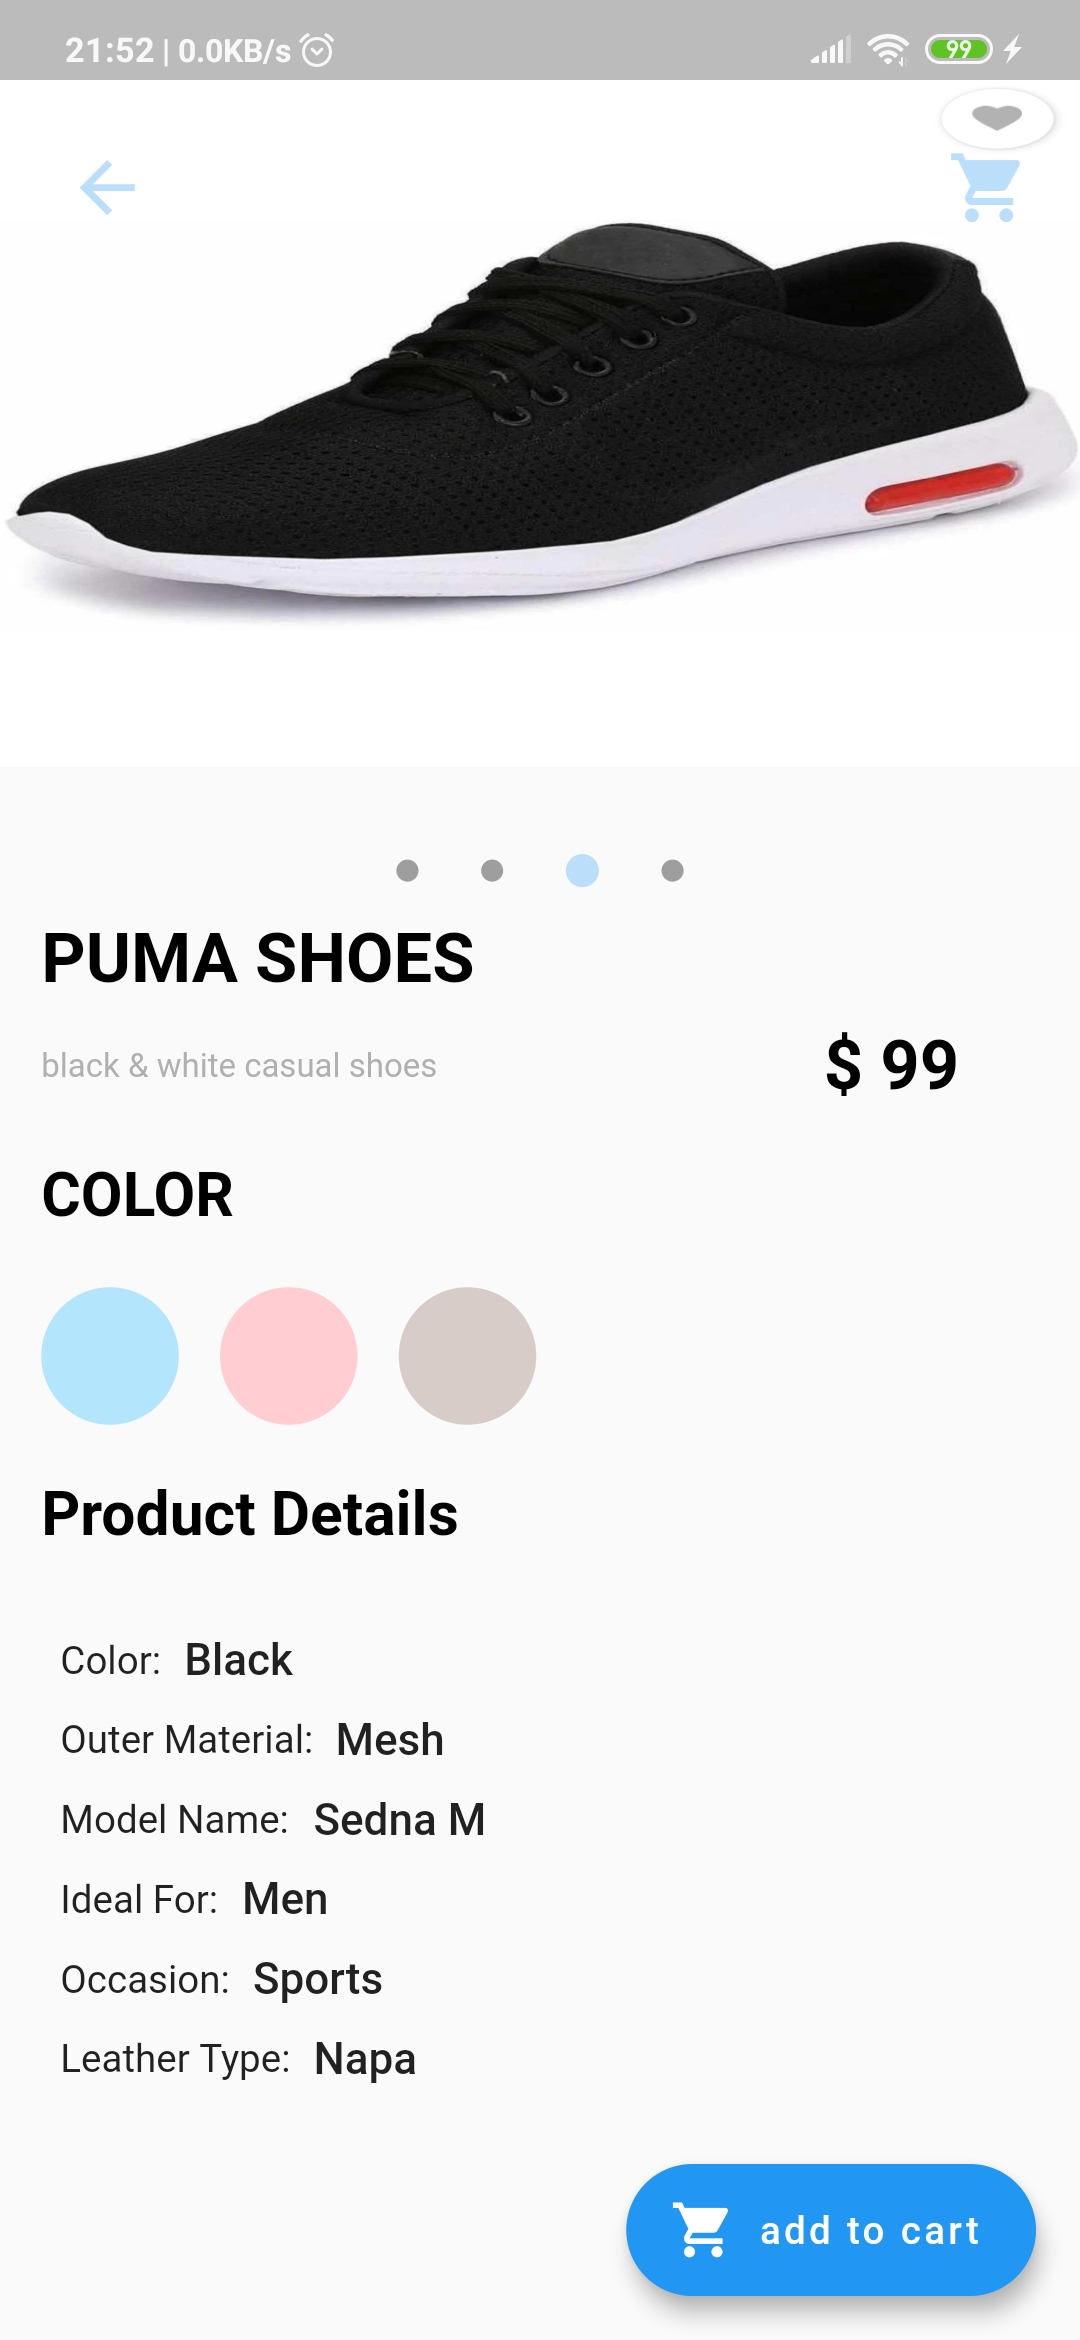 21:52 | 0.0KB/s
99
PUMA SHOES
black & white casual shoes
$ 99
COLOR
Product Details
Color: Black
Outer Material: Mesh
Model Name: Sedna M
Ideal For: Men
Occasion: Sports
Leather Type: Napa
add to cart